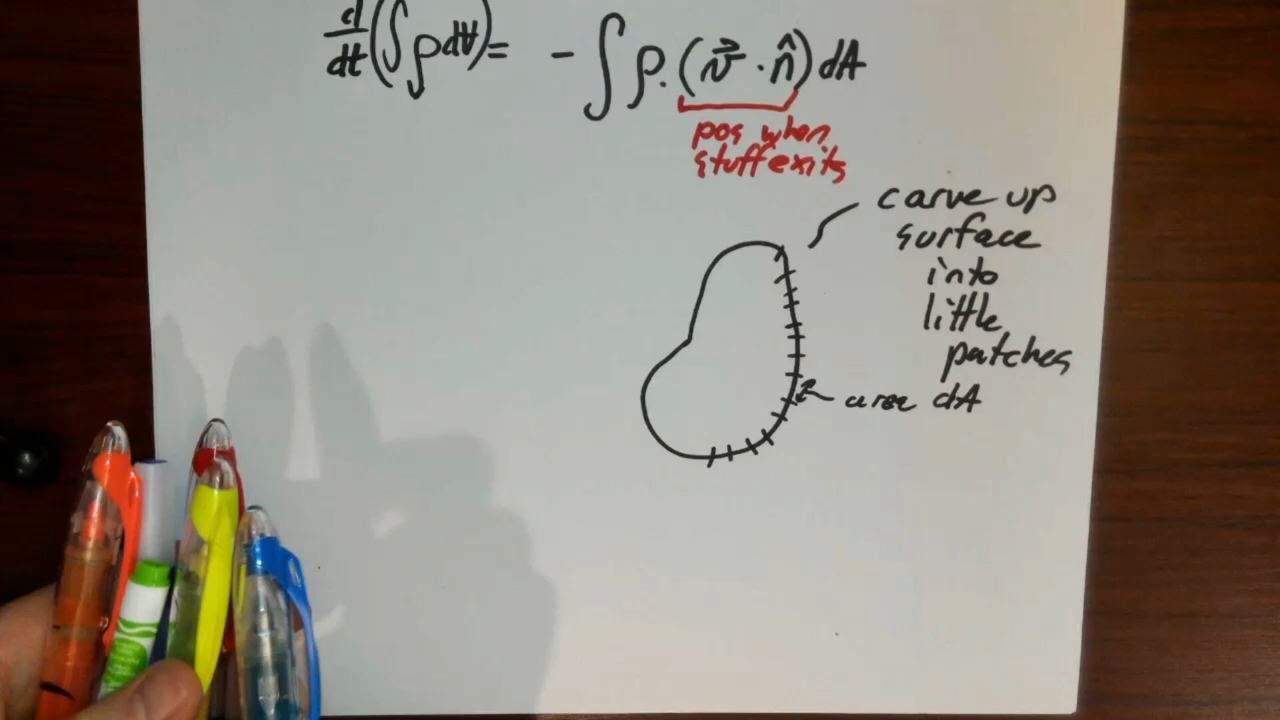 d/dt(∫ρdV)= -∫ρ.(v⃗·n̂)dA
pos when
stuff exits
carve up
surface
into
little
patches
area dA